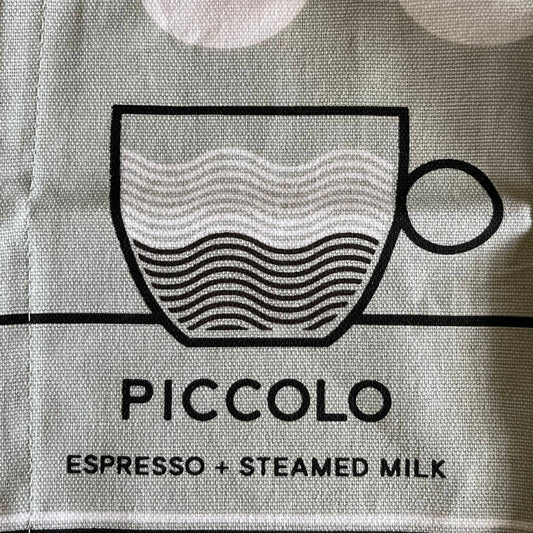 PICCOLO
ESPRESSO + STEAMED MILK